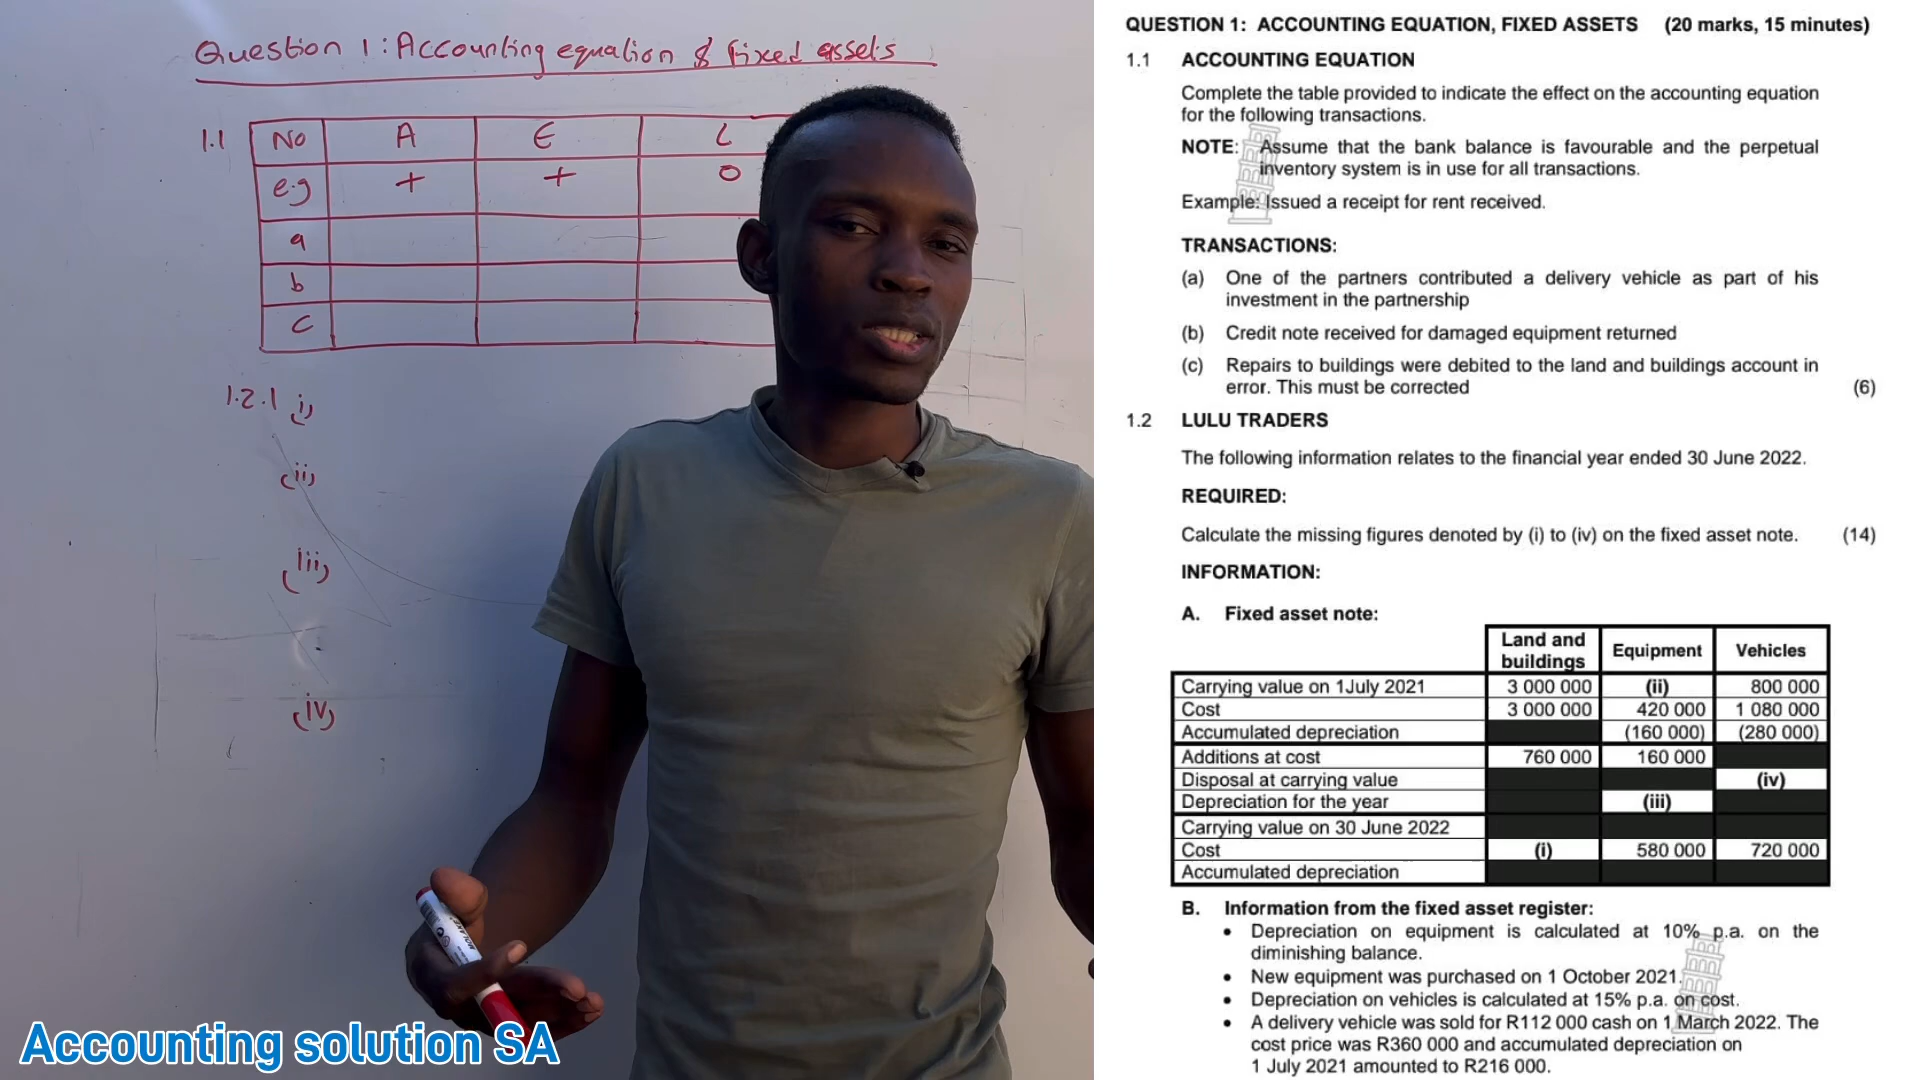 Question 1: Accounting equation & fixed assets
1.1
No A E L
e.g + + 0
a
b
c
1.2.1 i)
(ii)
(iii)
(iv)
Accounting solution SA
QUESTION 1: ACCOUNTING EQUATION, FIXED ASSETS (20 marks, 15 minutes)
1.1 ACCOUNTING EQUATION
Complete the table provided to indicate the effect on the accounting equation
for the following transactions.
NOTE: Assume that the bank balance is favourable and the perpetual
inventory system is in use for all transactions.
Example: Issued a receipt for rent received.
TRANSACTIONS:
(a) One of the partners contributed a delivery vehicle as part of his
investment in the partnership
(b) Credit note received for damaged equipment returned
(c) Repairs to buildings were debited to the land and buildings account in
error. This must be corrected (6)
1.2 LULU TRADERS
The following information relates to the financial year ended 30 June 2022.
REQUIRED:
Calculate the missing figures denoted by (i) to (iv) on the fixed asset note. (14)
INFORMATION:
A. Fixed asset note:
Land and
buildings Equipment Vehicles
Carrying value on 1July 2021 3 000 000 (ii) 800 000
Cost 3 000 000 420 000 1 080 000
Accumulated depreciation (160 000) (280 000)
Additions at cost 760 000 160 000
Disposal at carrying value (iv)
Depreciation for the year (iii)
Carrying value on 30 June 2022
Cost (i) 580 000 720 000
Accumulated depreciation
B. Information from the fixed asset register:
• Depreciation on equipment is calculated at 10% p.a. on the
diminishing balance.
• New equipment was purchased on 1 October 2021.
• Depreciation on vehicles is calculated at 15% p.a. on cost.
• A delivery vehicle was sold for R112 000 cash on 1 March 2022. The
cost price was R360 000 and accumulated depreciation on
1 July 2021 amounted to R216 000.